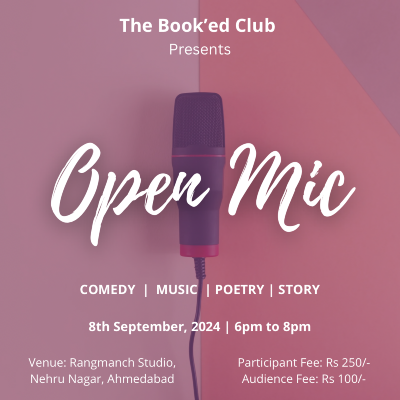 The Book'ed Club
Presents
Open Mic
COMEDY | MUSIC | POETRY | STORY
8th September, 2024 | 6pm to 8pm
Venue: Rangmanch Studio,
Nehru Nagar, Ahmedabad
Participant Fee: Rs 250/-
Audience Fee: Rs 100/-